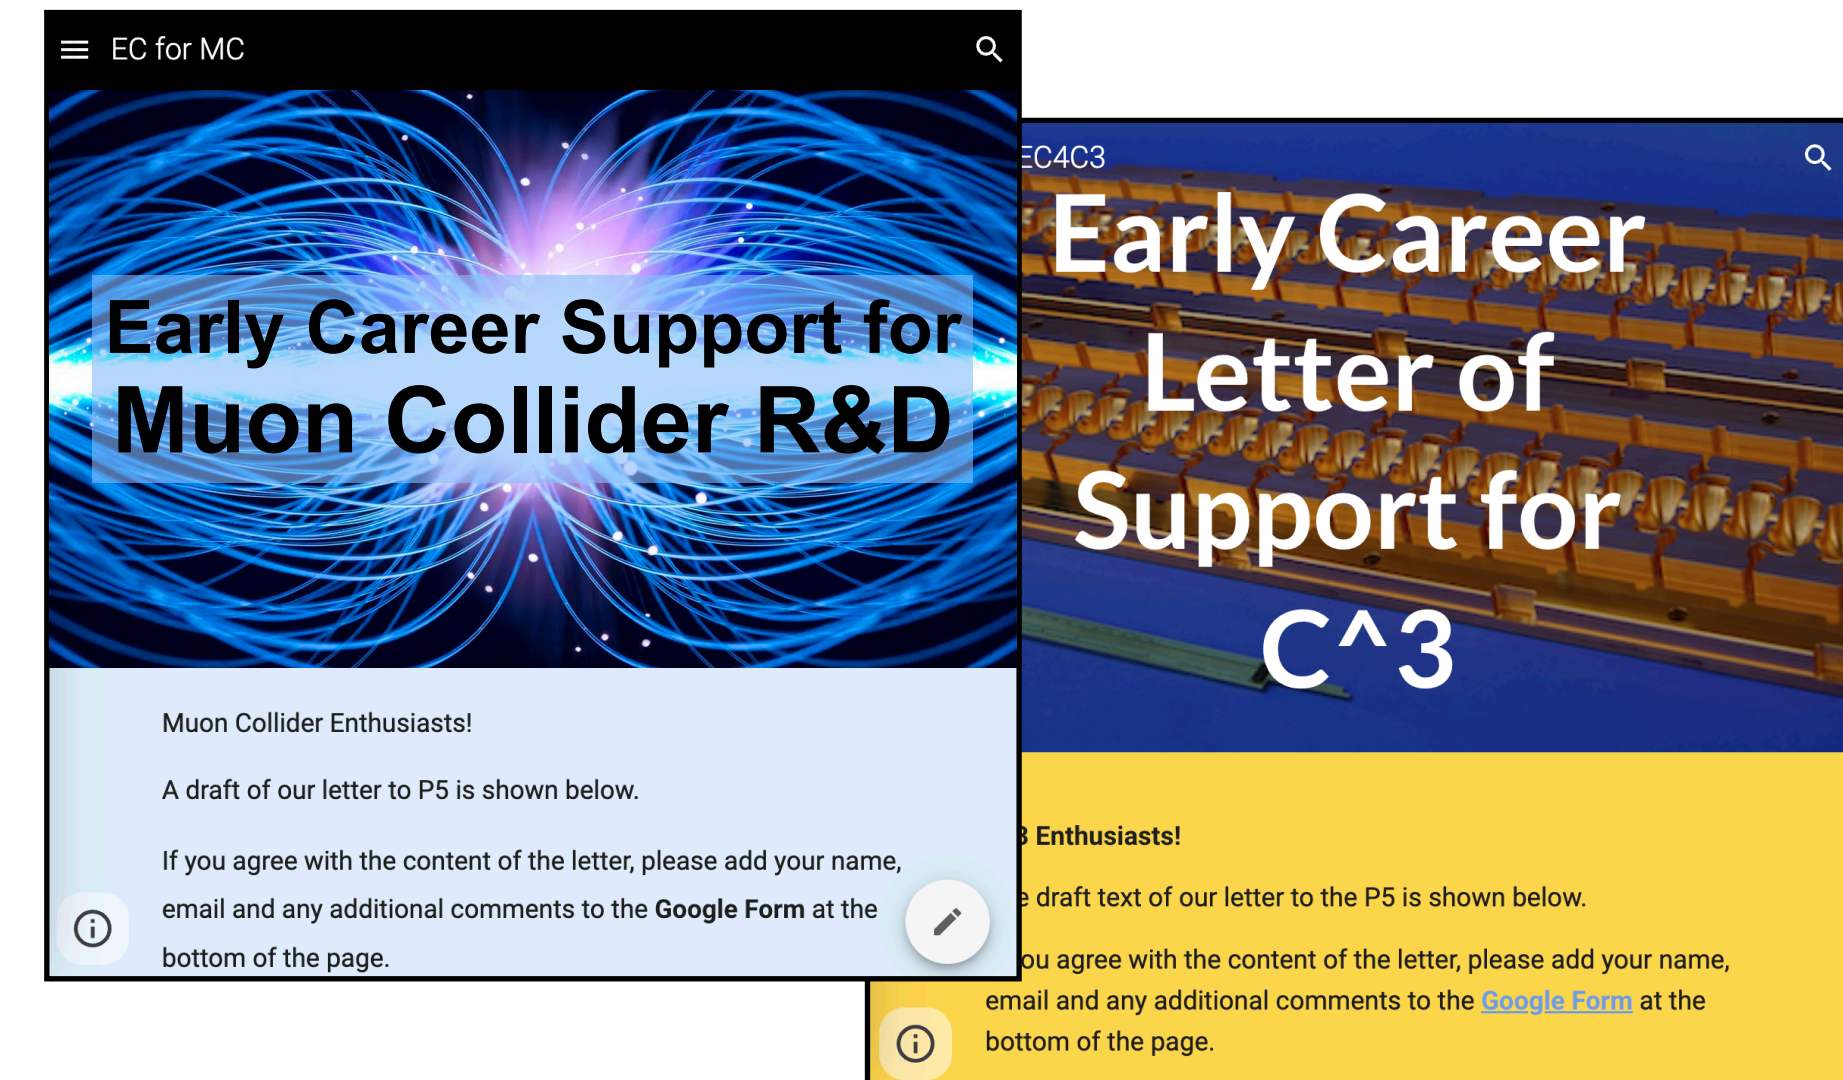 EC for MC
Early Career Support for
Muon Collider R&D
Muon Collider Enthusiasts!
A draft of our letter to P5 is shown below.
If you agree with the content of the letter, please add your name,
email and any additional comments to the Google Form at the
bottom of the page.
EC4C3
Early Career
Letter of
Support for
C^3
3 Enthusiasts!
draft text of our letter to the P5 is shown below.
ou agree with the content of the letter, please add your name,
email and any additional comments to the Google Form at the
bottom of the page.